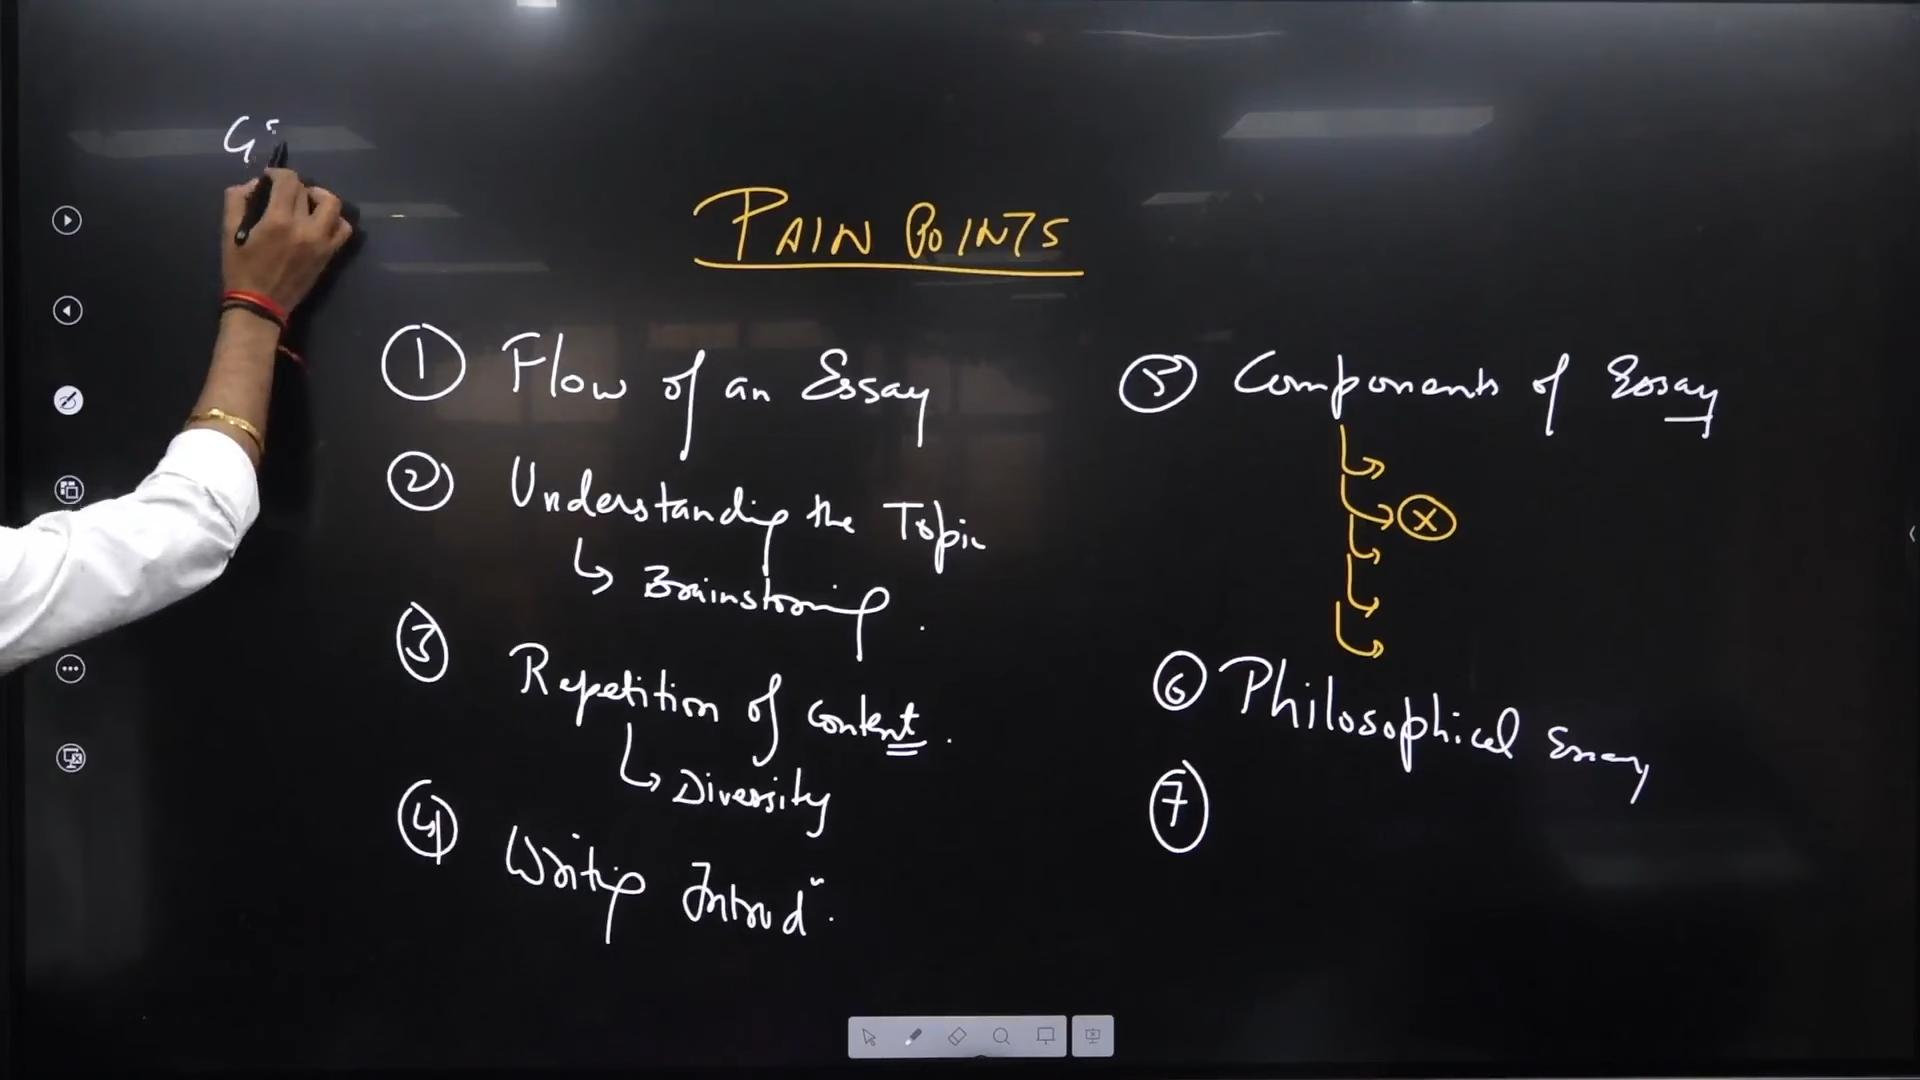 PAIN POINTS
① Flow of an Essay
② Understanding the Topic
↳ Brainstorming.
③ Repetition of Content.
↳ Diversity
④ Writing Introdⁿ.
⑤ Components of Essay
X
⑥ Philosophical Essay
⑦